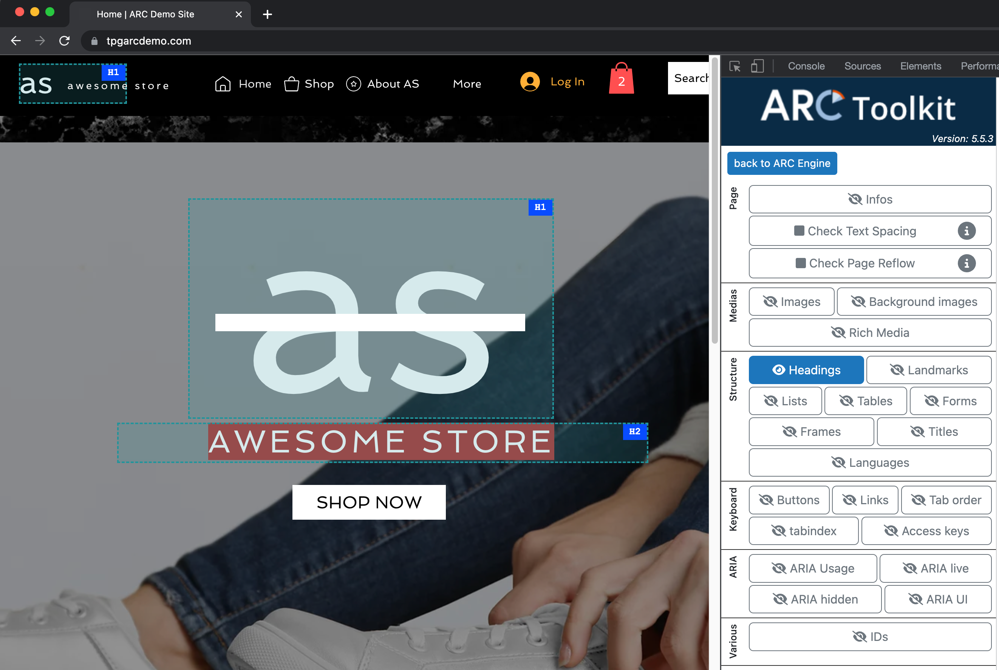 Home | ARC Demo Site
tpgarcdemo.com
as
H1
awesome store
Home
Shop
About AS
More
Log In
2
Search
H1
as
H2
AWESOME STORE
SHOP NOW
Console Sources Elements Performa
ARC Toolkit
Version: 5.5.3
back to ARC Engine
Page
Infos
Check Text Spacing
Check Page Reflow
Medias
Images
Background images
Rich Media
Structure
Headings
Landmarks
Lists
Tables
Forms
Frames
Titles
Languages
Keyboard
Buttons
Links
Tab order
tabindex
Access keys
ARIA
ARIA Usage
ARIA live
ARIA hidden
ARIA UI
Various
IDs